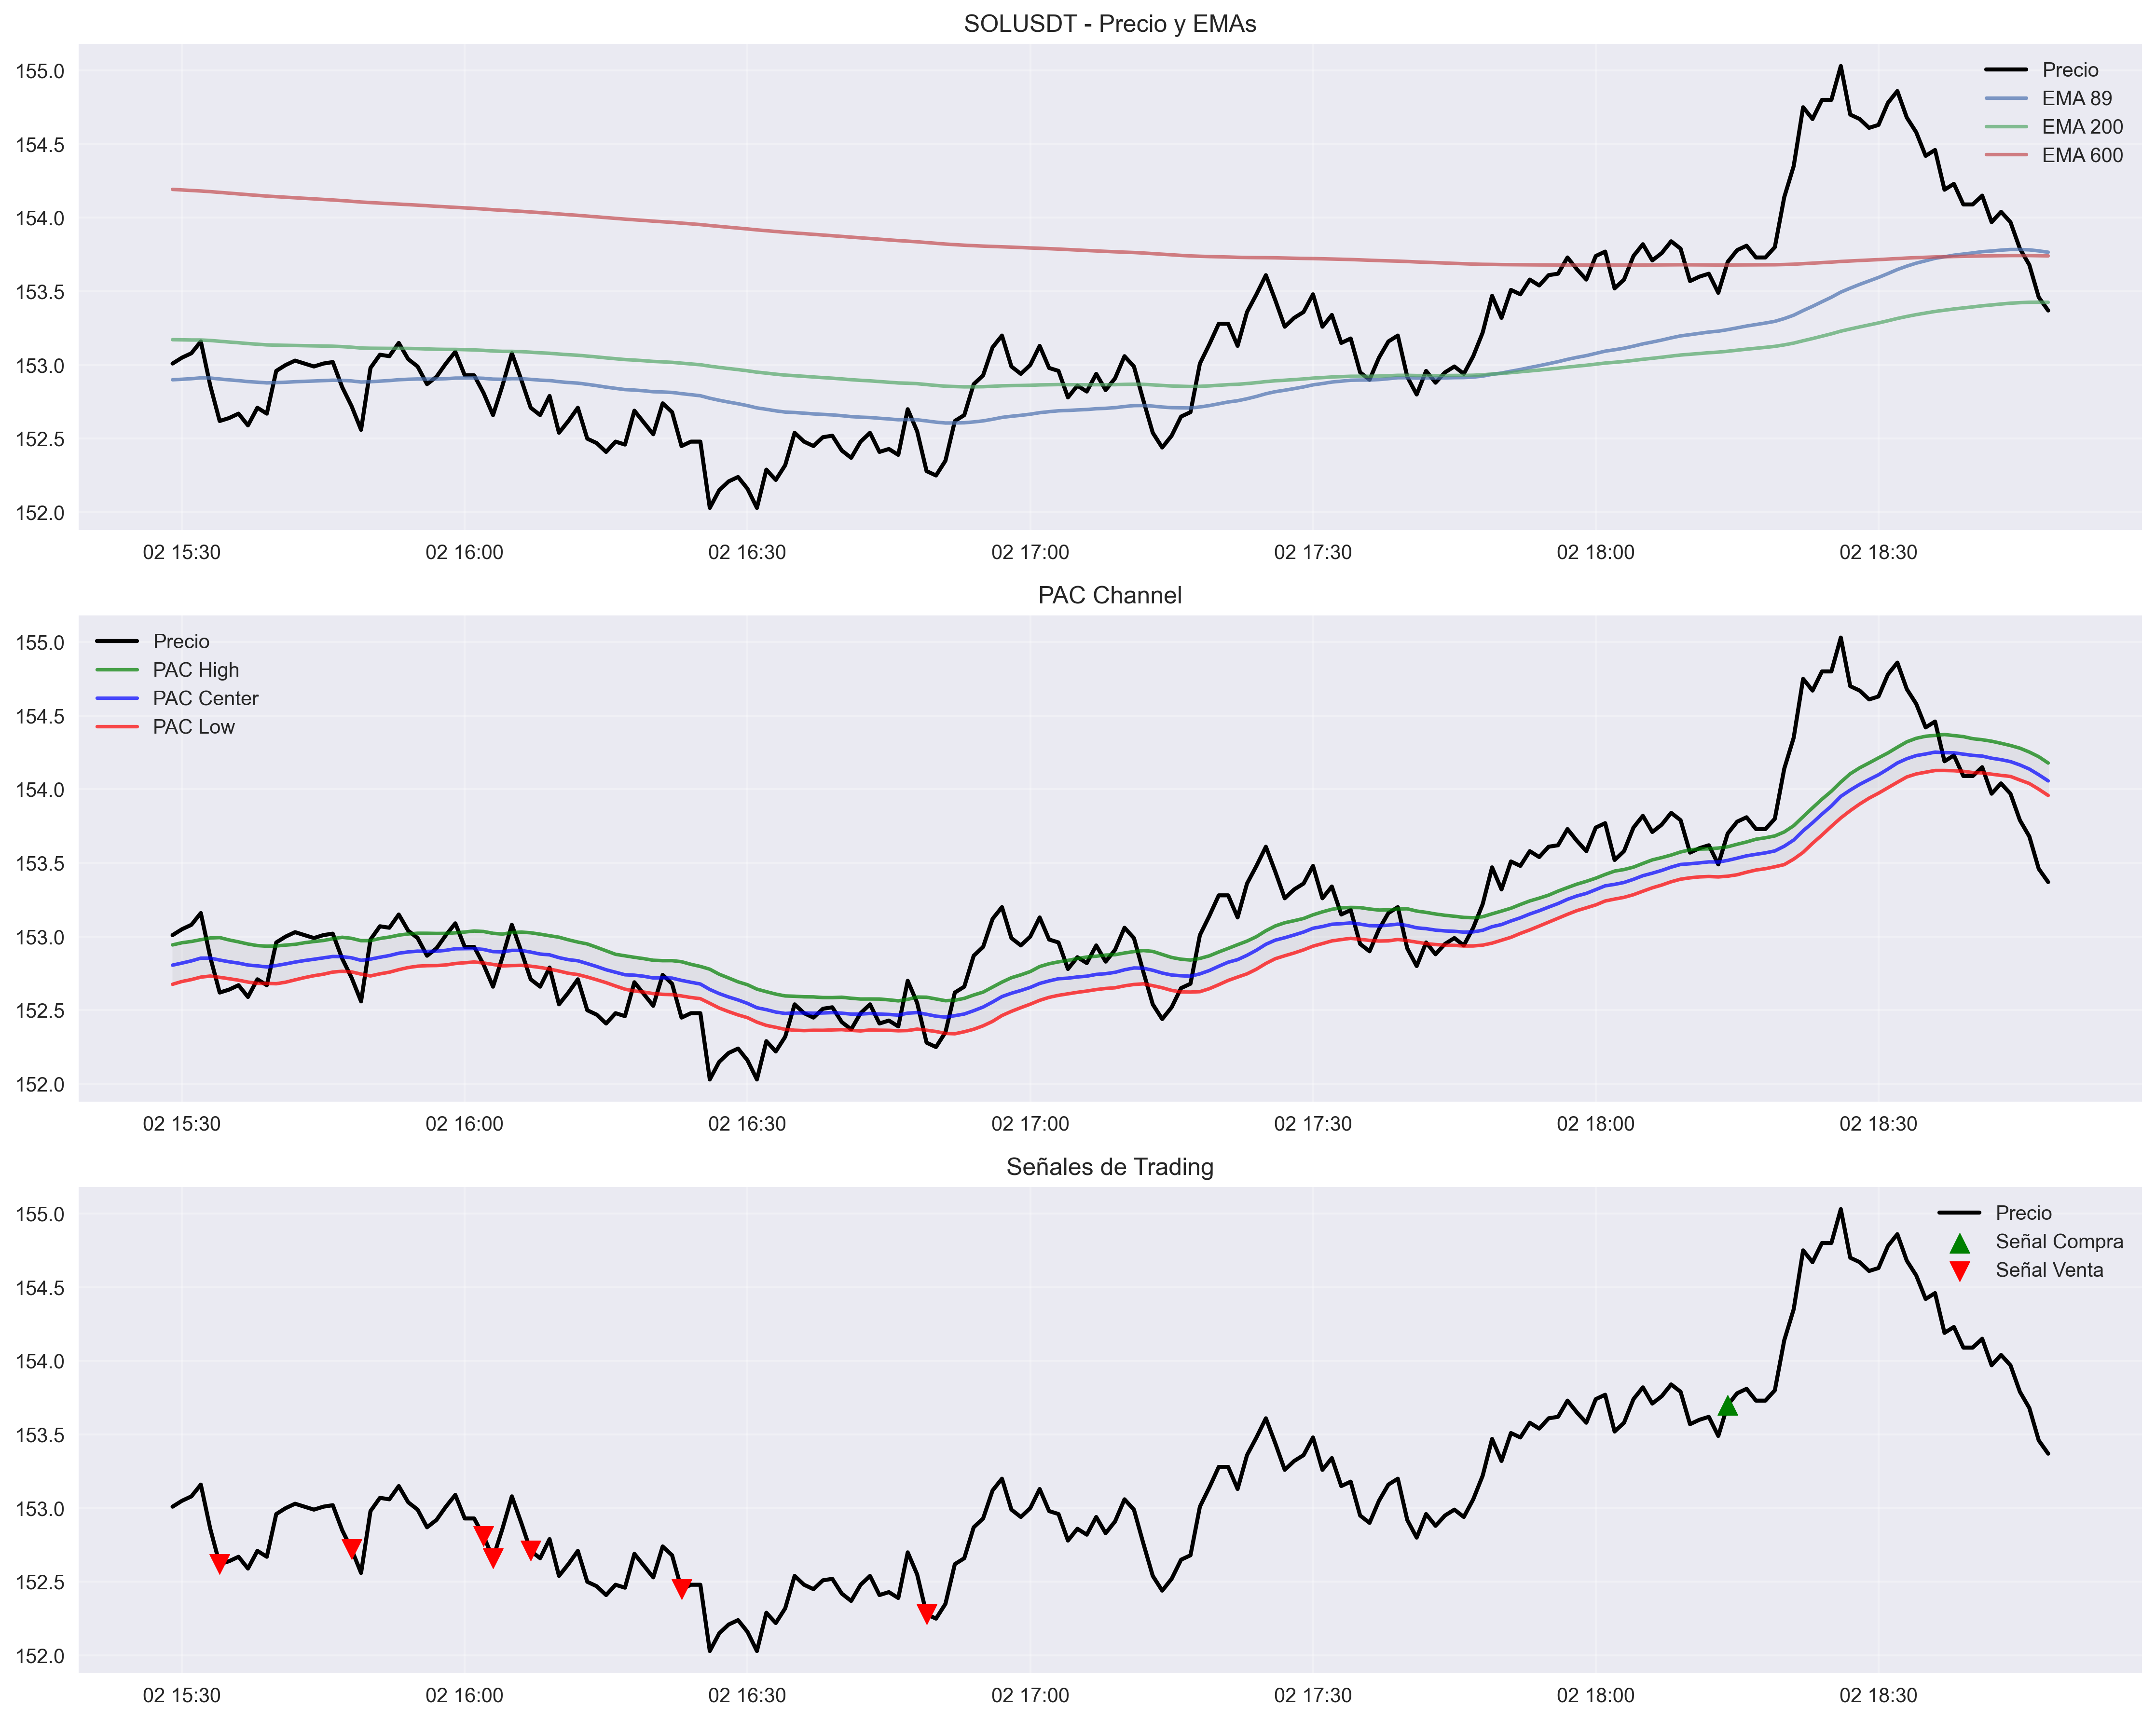 SOLUSDT - Precio y EMAs
155.0
154.5
154.0
153.5
153.0
152.5
152.0
Precio
EMA 89
EMA 200
EMA 600
02 15:30 02 16:00 02 16:30 02 17:00 02 17:30 02 18:00 02 18:30
PAC Channel
155.0
154.5
154.0
153.5
153.0
152.5
152.0
Precio
PAC High
PAC Center
PAC Low
02 15:30 02 16:00 02 16:30 02 17:00 02 17:30 02 18:00 02 18:30
Señales de Trading
155.0
154.5
154.0
153.5
153.0
152.5
152.0
Precio
Señal Compra
Señal Venta
02 15:30 02 16:00 02 16:30 02 17:00 02 17:30 02 18:00 02 18:30